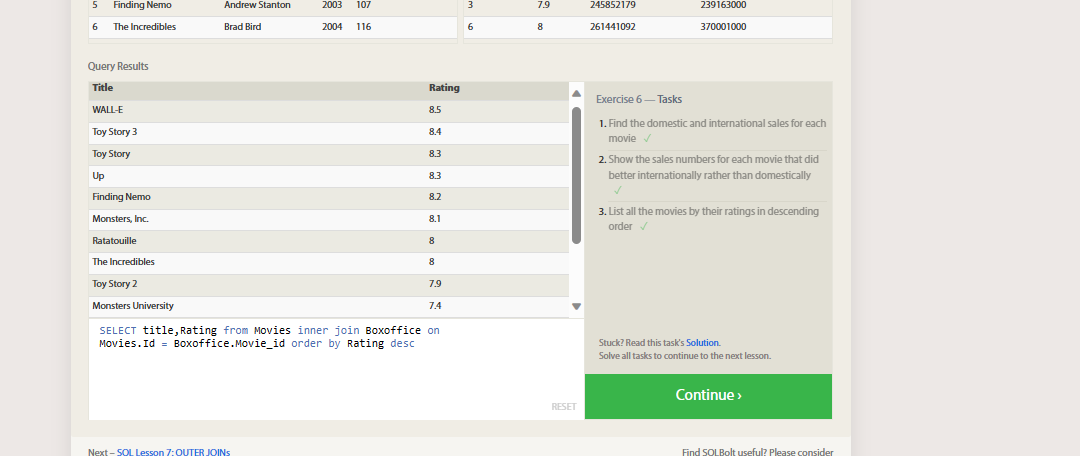 5 Finding Nemo Andrew Stanton 2003 107 3 7.9 245852179 239163000
6 The Incredibles Brad Bird 2004 116 6 8 261441092 370001000
Query Results
Title Rating
WALL-E 8.5
Toy Story 3 8.4
Toy Story 8.3
Up 8.3
Finding Nemo 8.2
Monsters, Inc. 8.1
Ratatouille 8
The Incredibles 8
Toy Story 2 7.9
Monsters University 7.4
SELECT title,Rating from Movies inner join Boxoffice on
Movies.Id = Boxoffice.Movie_id order by Rating desc
RESET
Exercise 6 — Tasks
1. Find the domestic and international sales for each
movie ✓
2. Show the sales numbers for each movie that did
better internationally rather than domestically
✓
3. List all the movies by their ratings in descending
order ✓
Stuck? Read this task's Solution.
Solve all tasks to continue to the next lesson.
Continue ›
Next – SQL Lesson 7: OUTER JOINs
Find SQLBolt useful? Please consider